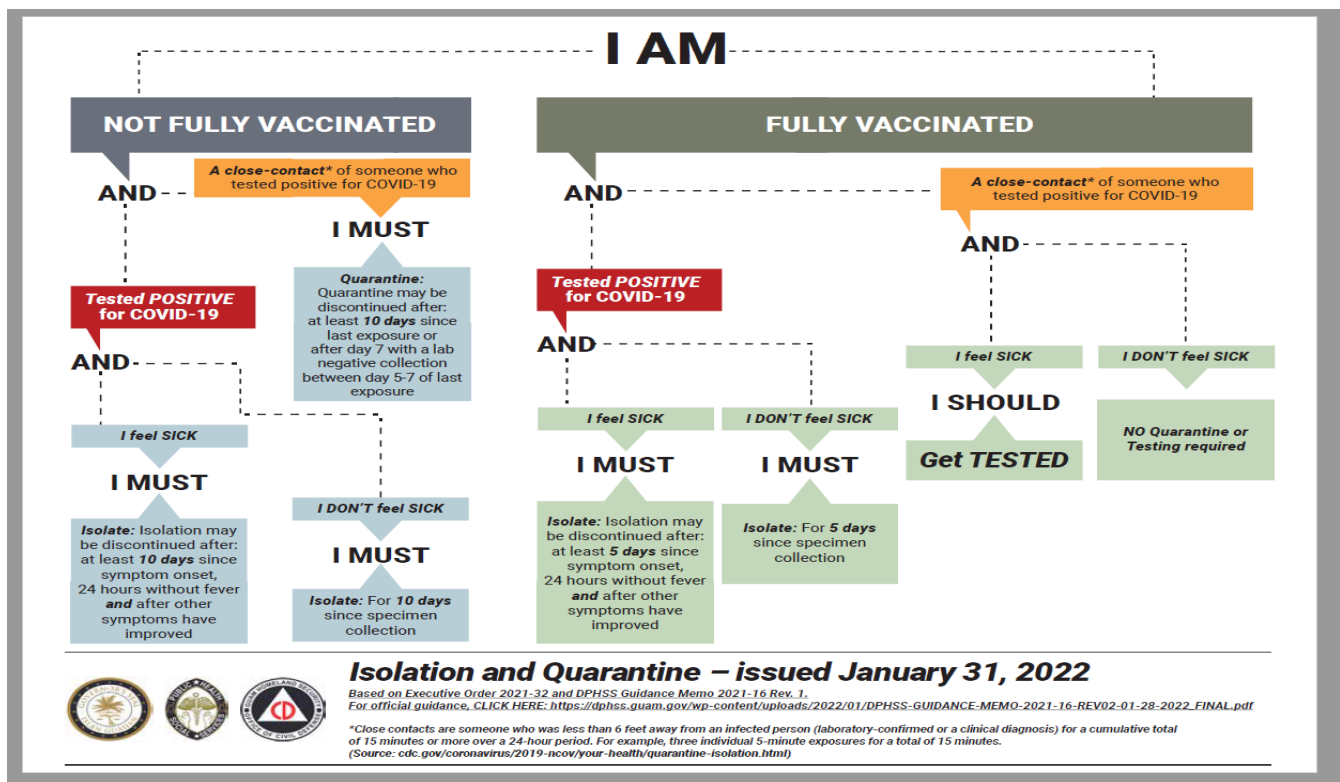 I AM
NOT FULLY VACCINATED
AND
A close-contact* of someone who
tested positive for COVID-19
I MUST
Quarantine:
Quarantine may be
discontinued after:
at least 10 days since
last exposure or
after day 7 with a lab
negative collection
between day 5-7 of last
exposure
Tested POSITIVE
for COVID-19
AND
I feel SICK
I MUST
Isolate: Isolation may
be discontinued after:
at least 10 days since
symptom onset,
24 hours without fever
and after other
symptoms have
improved
I DON'T feel SICK
I MUST
Isolate: For 10 days
since specimen
collection
FULLY VACCINATED
AND
Tested POSITIVE
for COVID-19
AND
I feel SICK
I MUST
Isolate: Isolation may
be discontinued after:
at least 5 days since
symptom onset,
24 hours without fever
and after other
symptoms have
improved
I DON'T feel SICK
I MUST
Isolate: For 5 days
since specimen
collection
A close-contact* of someone who
tested positive for COVID-19
AND
I feel SICK
I SHOULD
Get TESTED
I DON'T feel SICK
NO Quarantine or
Testing required
PUBLIC HEALTH
SOCIAL SERVICES
GUAM HOMELAND SECURITY
OFFICE OF CIVIL DEFENSE
CD
Isolation and Quarantine – issued January 31, 2022
Based on Executive Order 2021-32 and DPHSS Guidance Memo 2021-16 Rev. 1.
For official guidance, CLICK HERE: https://dphss.guam.gov/wp-content/uploads/2022/01/DPHSS-GUIDANCE-MEMO-2021-16-REV02-01-28-2022_FINAL.pdf
*Close contacts are someone who was less than 6 feet away from an infected person (laboratory-confirmed or a clinical diagnosis) for a cumulative total
of 15 minutes or more over a 24-hour period. For example, three individual 5-minute exposures for a total of 15 minutes.
(Source: cdc.gov/coronavirus/2019-ncov/your-health/quarantine-isolation.html)